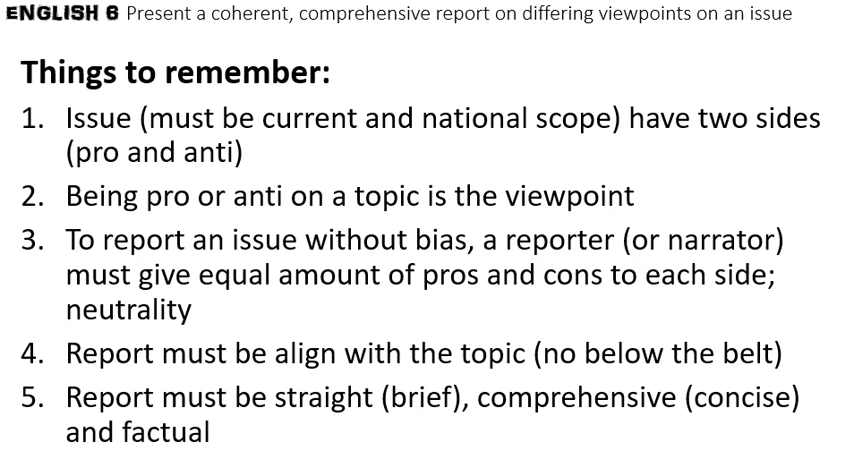 ENGLISH 6 Present a coherent, comprehensive report on differing viewpoints on an issue
Things to remember:
1. Issue (must be current and national scope) have two sides
(pro and anti)
2. Being pro or anti on a topic is the viewpoint
3. To report an issue without bias, a reporter (or narrator)
must give equal amount of pros and cons to each side;
neutrality
4. Report must be align with the topic (no below the belt)
5. Report must be straight (brief), comprehensive (concise)
and factual